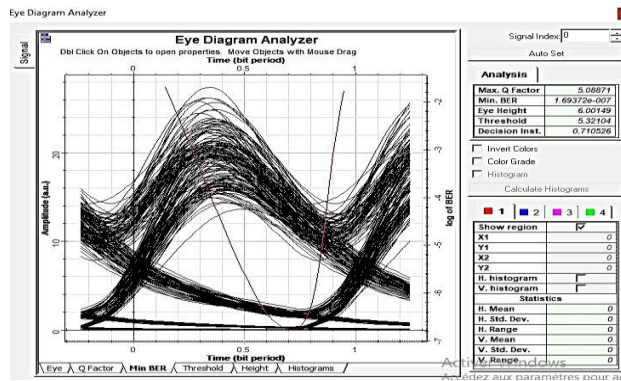 Eye Diagram Analyzer
Signal
Eye Diagram Analyzer
Dbl Click On Objects to open properties. Move Objects with Mouse Drag
Time (bit period)
0 0.5 1
Amplitude (a.u.)
20
10
0
log of BER
-2
-3
-4
-5
-6
-7
0 0.5 1
Time (bit period)
Eye Q Factor Min BER Threshold Height Histograms
Signal Index: 0
Auto Set
Analysis
Max. Q Factor 5.08871
Min. BER 1.69372e-007
Eye Height 6.00149
Threshold 5.32104
Decision Inst. 0.710526
Invert Colors
Color Grade
Histogram
Calculate Histograms
1 2 3 4
Show region
X1 0
Y1 0
X2 0
Y2 0
H. histogram
V. histogram
Statistics
H. Mean 0
H. Std. Dev. 0
H. Range 0
V. Mean 0
V. Std. Dev. 0
V. Range 0
Activer Windows
Accédez aux paramètres pour a